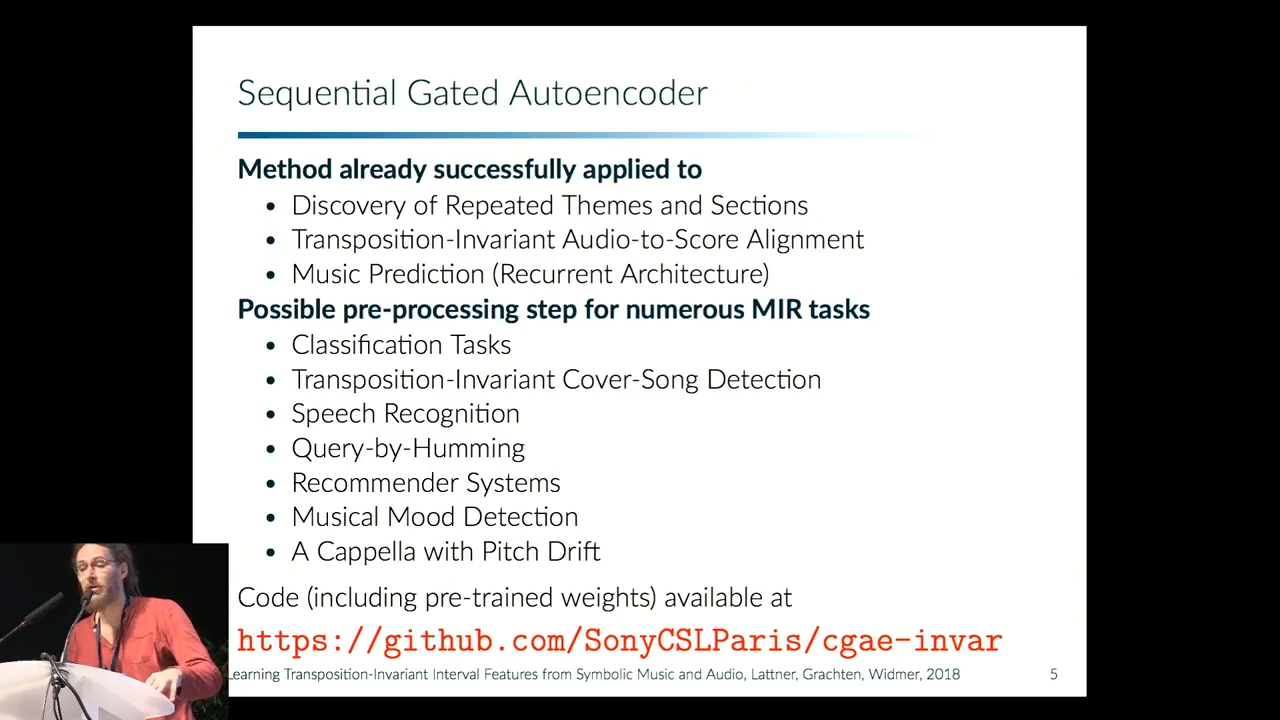 Sequential Gated Autoencoder
Method already successfully applied to
• Discovery of Repeated Themes and Sections
• Transposition-Invariant Audio-to-Score Alignment
• Music Prediction (Recurrent Architecture)
Possible pre-processing step for numerous MIR tasks
• Classification Tasks
• Transposition-Invariant Cover-Song Detection
• Speech Recognition
• Query-by-Humming
• Recommender Systems
• Musical Mood Detection
• A Cappella with Pitch Drift
Code (including pre-trained weights) available at
https://github.com/SonyCSLParis/cgae-invar
Learning Transposition-Invariant Interval Features from Symbolic Music and Audio, Lattner, Grachten, Widmer, 2018 5